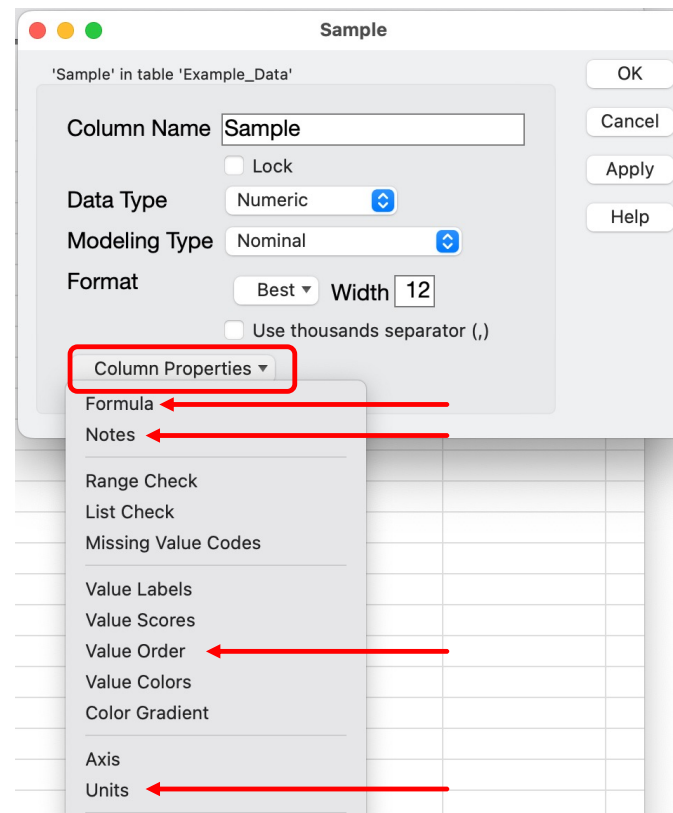 Sample
'Sample' in table 'Example_Data'
OK
Column Name Sample
Cancel
Lock
Apply
Data Type Numeric
Help
Modeling Type Nominal
Format Best Width 12
Use thousands separator (,)
Column Properties
Formula
Notes
Range Check
List Check
Missing Value Codes
Value Labels
Value Scores
Value Order
Value Colors
Color Gradient
Axis
Units